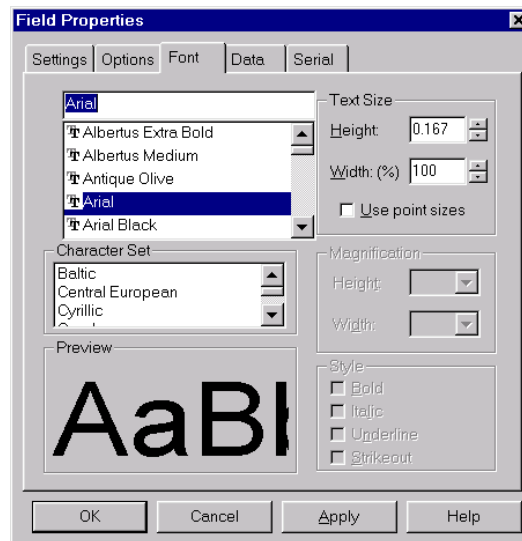 Field Properties
Settings Options Font Data Serial
Arial
Albertus Extra Bold
Albertus Medium
Antique Olive
Arial
Arial Black
Text Size
Height: 0.167
Width: (%) 100
Use point sizes
Character Set
Baltic
Central European
Cyrillic
Magnification
Height:
Width:
Preview
AaB
Style
Bold
Italic
Underline
Strikeout
OK Cancel Apply Help